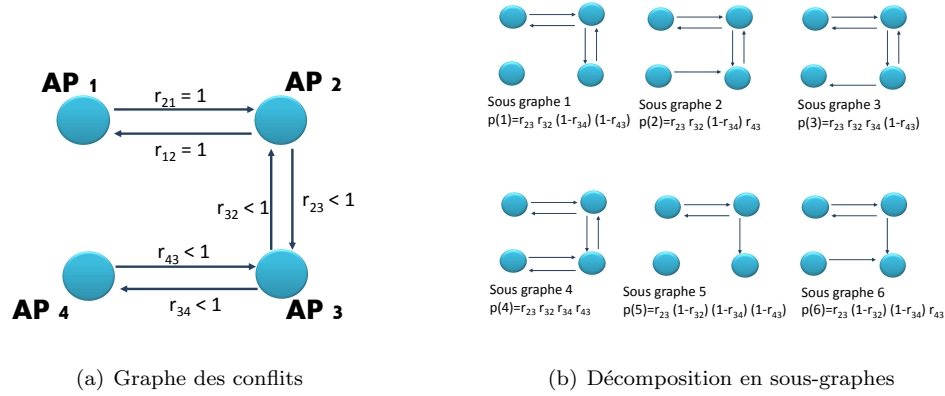 AP 1
AP 2
r21 = 1
r12 = 1
r32 < 1
r23 < 1
r43 < 1
r34 < 1
AP 4
AP 3
(a) Graphe des conflits
Sous graphe 1
p(1)=r23 r32 (1-r34) (1-r43)
Sous graphe 2
p(2)=r23 r32 (1-r34) r43
Sous graphe 3
p(3)=r23 r32 r34 (1-r43)
Sous graphe 4
p(4)=r23 r32 r34 r43
Sous graphe 5
p(5)=r23 (1-r32) (1-r34) (1-r43)
Sous graphe 6
p(6)=r23 (1-r32) (1-r34) r43
(b) Décomposition en sous-graphes